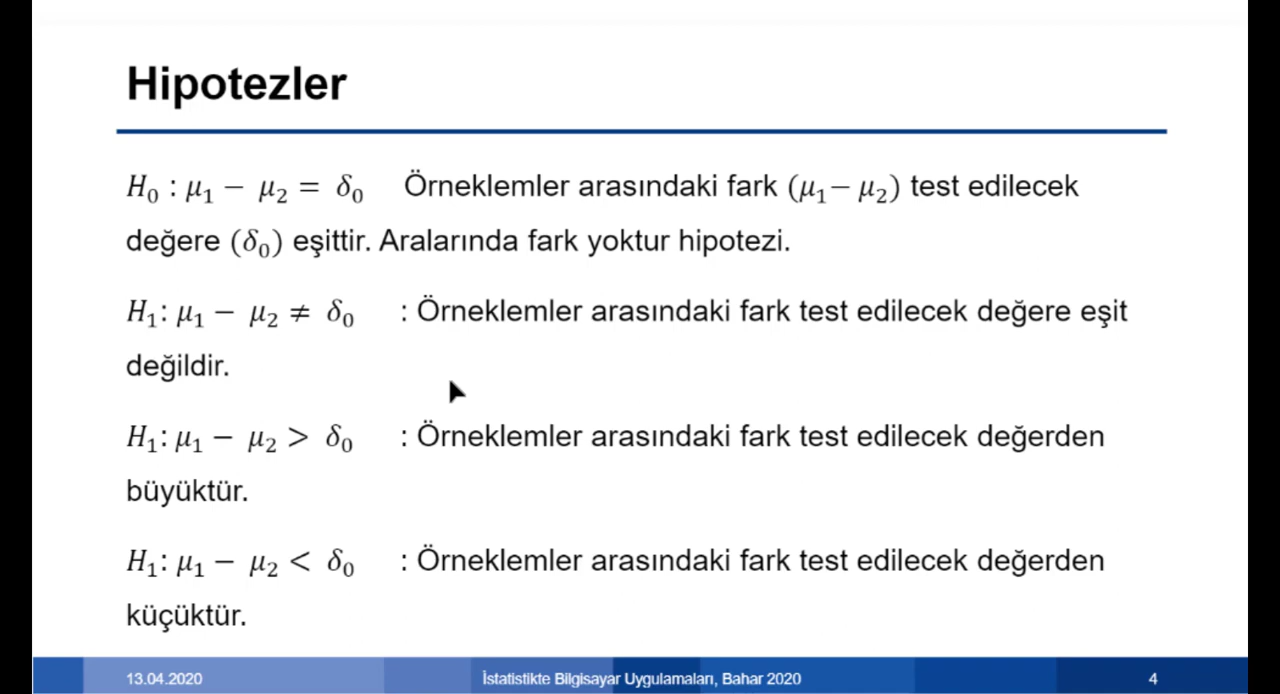 Hipotezler
H₀ : μ₁ − μ₂ = δ₀ Örneklemler arasındaki fark (μ₁− μ₂) test edilecek
değere (δ₀) eşittir. Aralarında fark yoktur hipotezi.
H₁: μ₁ − μ₂ ≠ δ₀ : Örneklemler arasındaki fark test edilecek değere eşit
değildir.
H₁: μ₁ − μ₂ > δ₀ : Örneklemler arasındaki fark test edilecek değerden
büyüktür.
H₁: μ₁ − μ₂ < δ₀ : Örneklemler arasındaki fark test edilecek değerden
küçüktür.
13.04.2020 İstatistikte Bilgisayar Uygulamaları, Bahar 2020 4